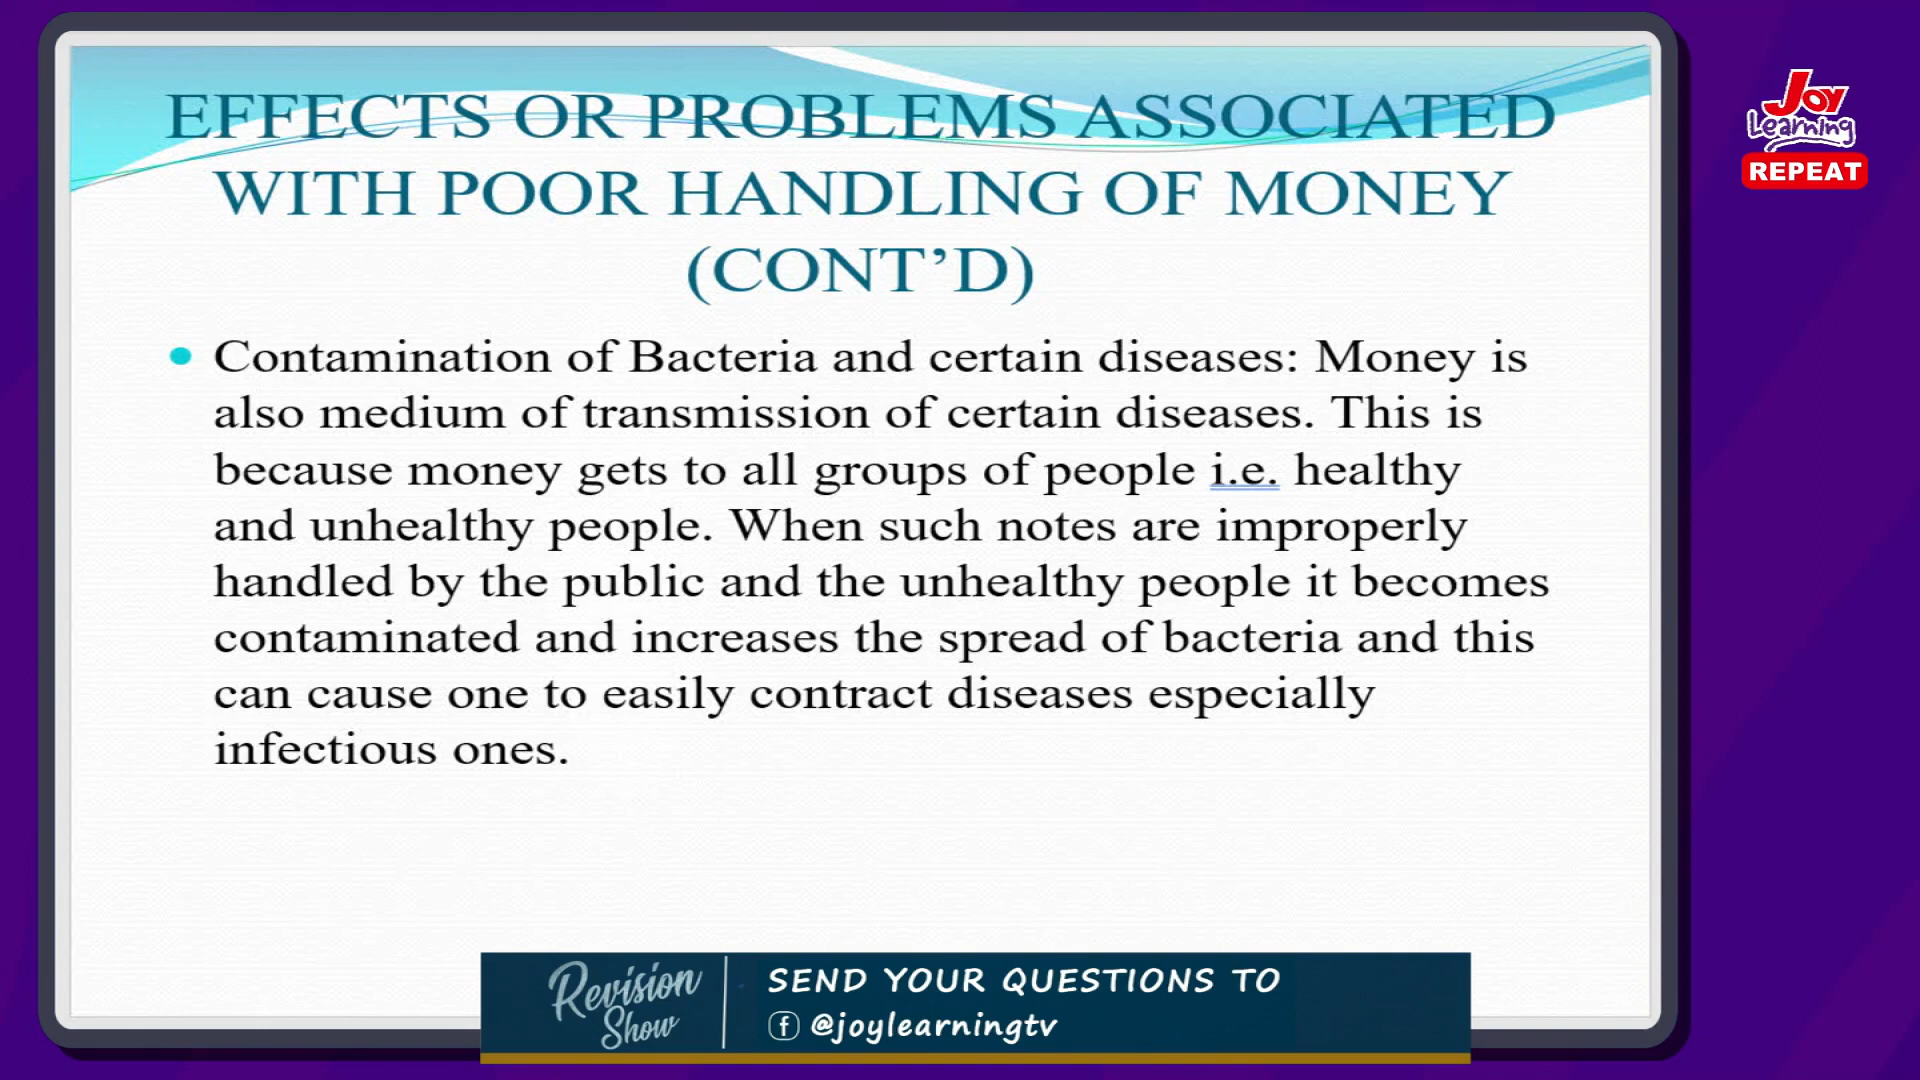 EFFECTS OR PROBLEMS ASSOCIATED
WITH POOR HANDLING OF MONEY
(CONT’D)
Joy
Learning
REPEAT
• Contamination of Bacteria and certain diseases: Money is
also medium of transmission of certain diseases. This is
because money gets to all groups of people i.e. healthy
and unhealthy people. When such notes are improperly
handled by the public and the unhealthy people it becomes
contaminated and increases the spread of bacteria and this
can cause one to easily contract diseases especially
infectious ones.
Revision
Show
SEND YOUR QUESTIONS TO
@joylearningtv